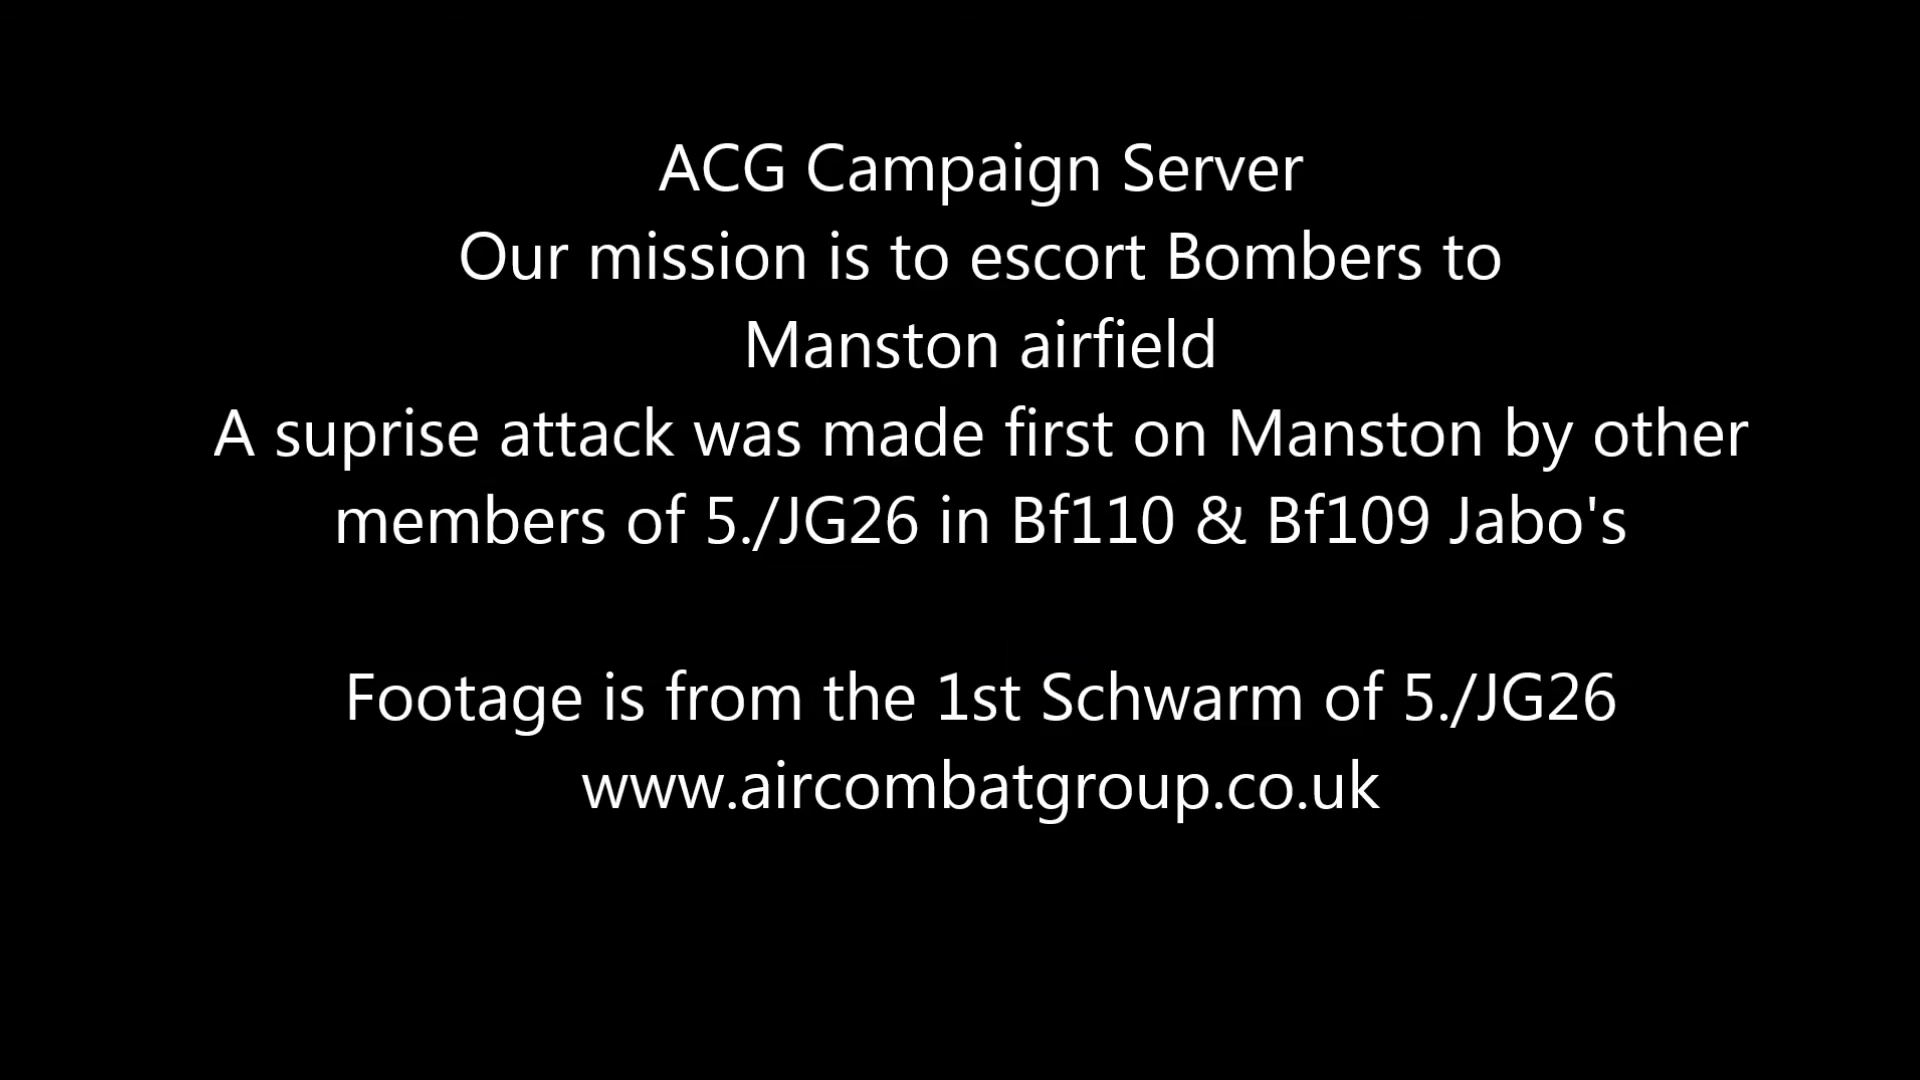 ACG Campaign Server
Our mission is to escort Bombers to
Manston airfield
A suprise attack was made first on Manston by other
members of 5./JG26 in Bf110 & Bf109 Jabo's
Footage is from the 1st Schwarm of 5./JG26
www.aircombatgroup.co.uk